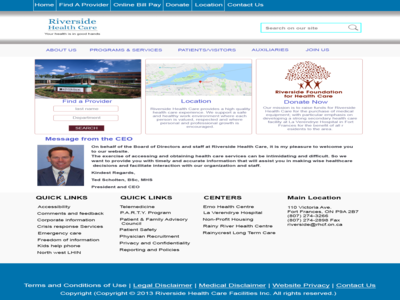 Home Find A Provider Online Bill Pay Donate Location Contact Us
Riverside
Health Care
Your health is in good hands
Search on our site
ABOUT US PROGRAMS & SERVICES PATIENTS/VISITORS AUXILIARIES JOIN US
Find a Provider
last name
Department
SEARCH
Location
Riverside Health Care provides a high quality
health care experience. We support a safe
and healthy work environment where each
person is valued, respected and where
personal and professional growth is
encouraged.
Riverside Foundation
for Health Care
Donate Now
Our mission is to raise funds for Riverside
Health Care for the purchase of medical
equipment, with particular emphasis on
developing a strong secondary health care
facility at La Verendrye Hospital in Fort
Frances for the benefit of all
residents in the area.
Message from the CEO
On behalf of the Board of Directors and staff at Riverside Health Care, it is my pleasure to welcome you
to our website.
The exercise of accessing and obtaining health care services can be intimidating and difficult. So we
want to provide you with timely and accurate information that will assist you in making wise healthcare
decisions and facilitate interaction with our organization and staff.
Kindest Regards,
Ted Scholten, BSc, MHS
President and CEO
QUICK LINKS
Accessibility
Comments and feedback
Corporate information
Crisis response Services
Emergency care
Freedom of information
Kids help phone
North west LHIN
QUICK LINKS
Telemedicine
P.A.R.T.Y. Program
Patient & Family Advisory
Council
Patient Safety
Physician Recruitment
Privacy and Confidentiality
Reporting and Policies
CENTERS
Emo Health Centre
La Verendrye Hospital
Non-Profit Housing
Rainy River Health Centre
Rainycrest Long Term Care
Main Location
110 Victoria Ave.
Fort Frances, ON P9A 2B7
(807) 274-3266
(807) 274-2898 Fax
riverside@rhcf.on.ca
Terms and Conditions of Use | Legal Disclaimer | Medical Disclaimer | Website Privacy | Contact Us
Copyright (Copyright © 2013 Riverside Health Care Facilities Inc. All rights reserved.)